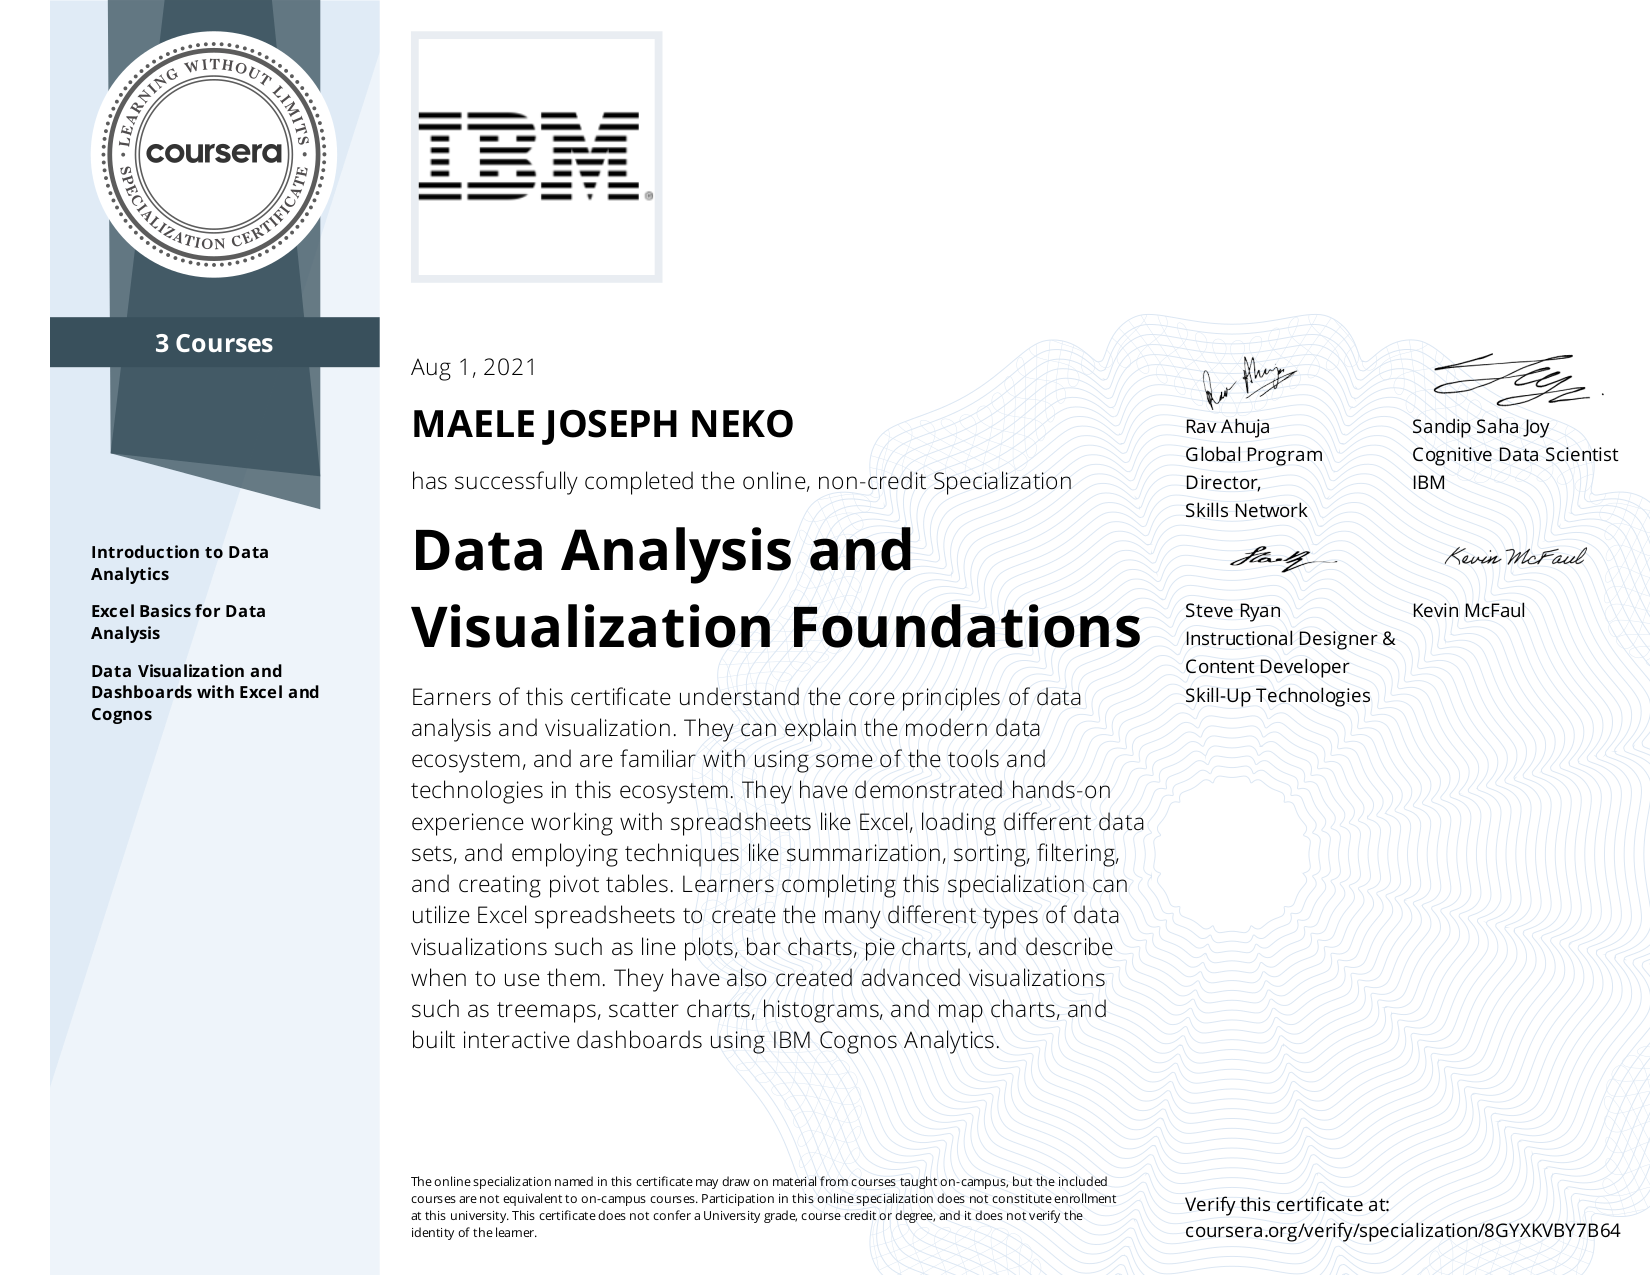 LEARNING WITHOUT LIMITS
coursera
SPECIALIZATION CERTIFICATE
3 Courses
Introduction to Data
Analytics
Excel Basics for Data
Analysis
Data Visualization and
Dashboards with Excel and
Cognos
IBM®
Aug 1, 2021
MAELE JOSEPH NEKO
has successfully completed the online, non-credit Specialization
Data Analysis and
Visualization Foundations
Earners of this certificate understand the core principles of data
analysis and visualization. They can explain the modern data
ecosystem, and are familiar with using some of the tools and
technologies in this ecosystem. They have demonstrated hands-on
experience working with spreadsheets like Excel, loading different data
sets, and employing techniques like summarization, sorting, filtering,
and creating pivot tables. Learners completing this specialization can
utilize Excel spreadsheets to create the many different types of data
visualizations such as line plots, bar charts, pie charts, and describe
when to use them. They have also created advanced visualizations
such as treemaps, scatter charts, histograms, and map charts, and
built interactive dashboards using IBM Cognos Analytics.
The online specialization named in this certificate may draw on material from courses taught on-campus, but the included
courses are not equivalent to on-campus courses. Participation in this online specialization does not constitute enrollment
at this university. This certificate does not confer a University grade, course credit or degree, and it does not verify the
identity of the learner.
Rav Ahuja
Rav Ahuja
Global Program
Director,
Skills Network
Sandip Saha Joy
Cognitive Data Scientist
IBM
Steve Ryan
Instructional Designer &
Content Developer
Skill-Up Technologies
Kevin McFaul
Kevin McFaul
Verify this certificate at:
coursera.org/verify/specialization/8GYXKVBY7B64